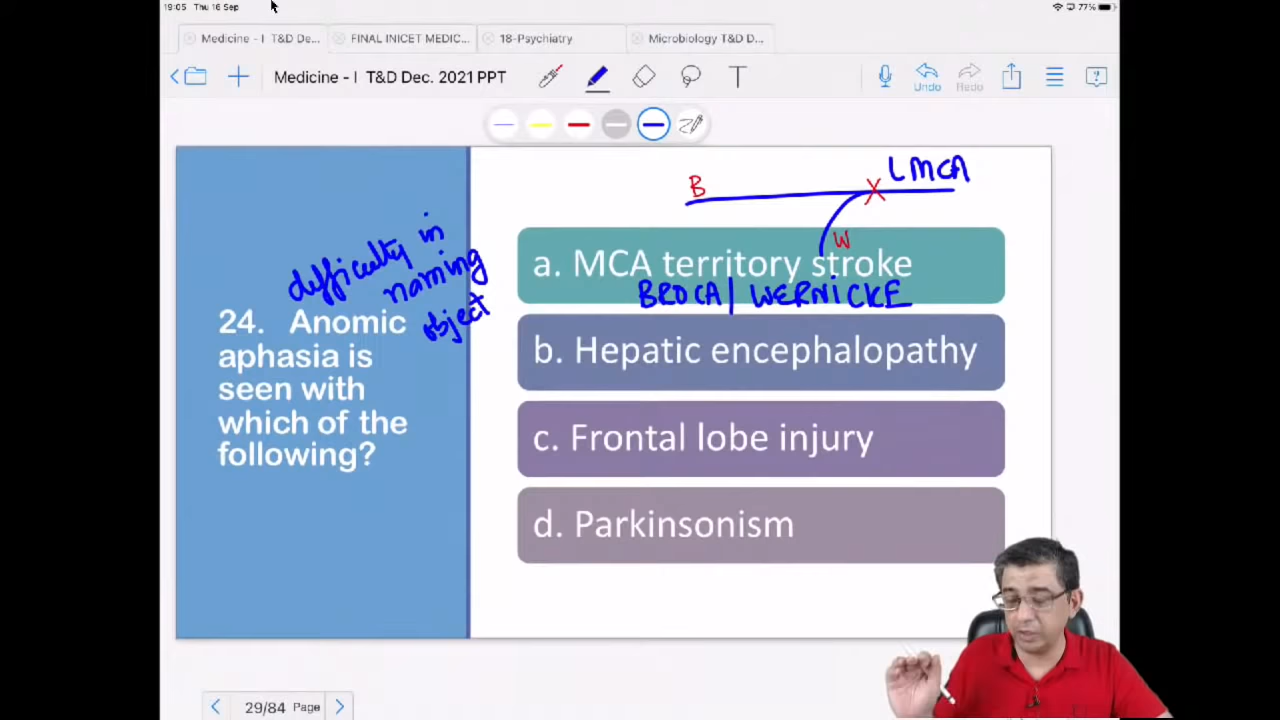 19:05 Thu 16 Sep
77%
Medicine - I T&D De...
FINAL INICET MEDIC...
18-Psychiatry
Microbiology T&D D...
Medicine - I T&D Dec. 2021 PPT
T
Undo
Redo
LMCA
B
W
difficulty in
naming
object
24. Anomic
aphasia is
seen with
which of the
following?
a. MCA territory stroke
BROCA | WERNICKE
b. Hepatic encephalopathy
c. Frontal lobe injury
d. Parkinsonism
29/84 Page